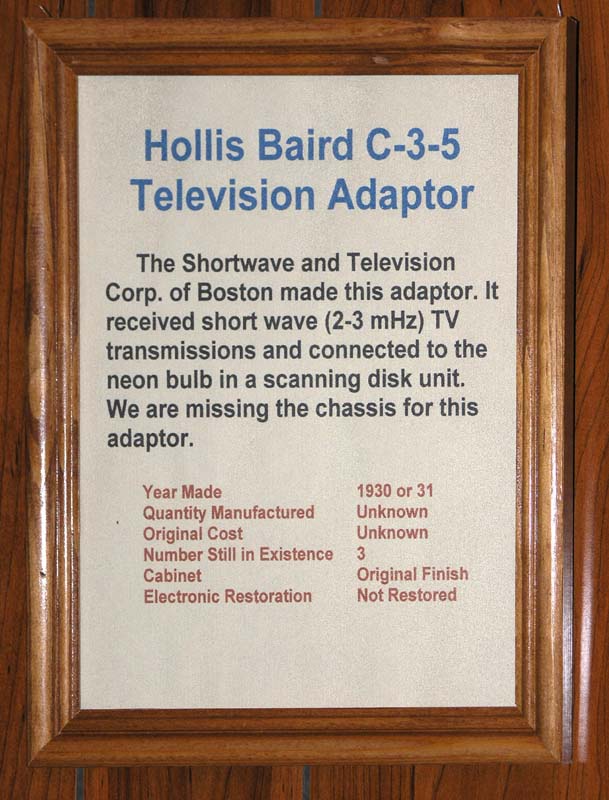 Hollis Baird C-3-5
Television Adaptor
The Shortwave and Television
Corp. of Boston made this adaptor. It
received short wave (2-3 mHz) TV
transmissions and connected to the
neon bulb in a scanning disk unit.
We are missing the chassis for this
adaptor.
Year Made 1930 or 31
Quantity Manufactured Unknown
Original Cost Unknown
Number Still in Existence 3
Cabinet Original Finish
Electronic Restoration Not Restored